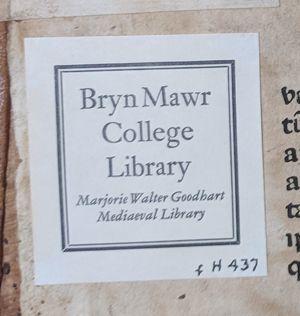 Bryn Mawr
College
Library
Marjorie Walter Goodhart
Mediaeval Library
f H 437